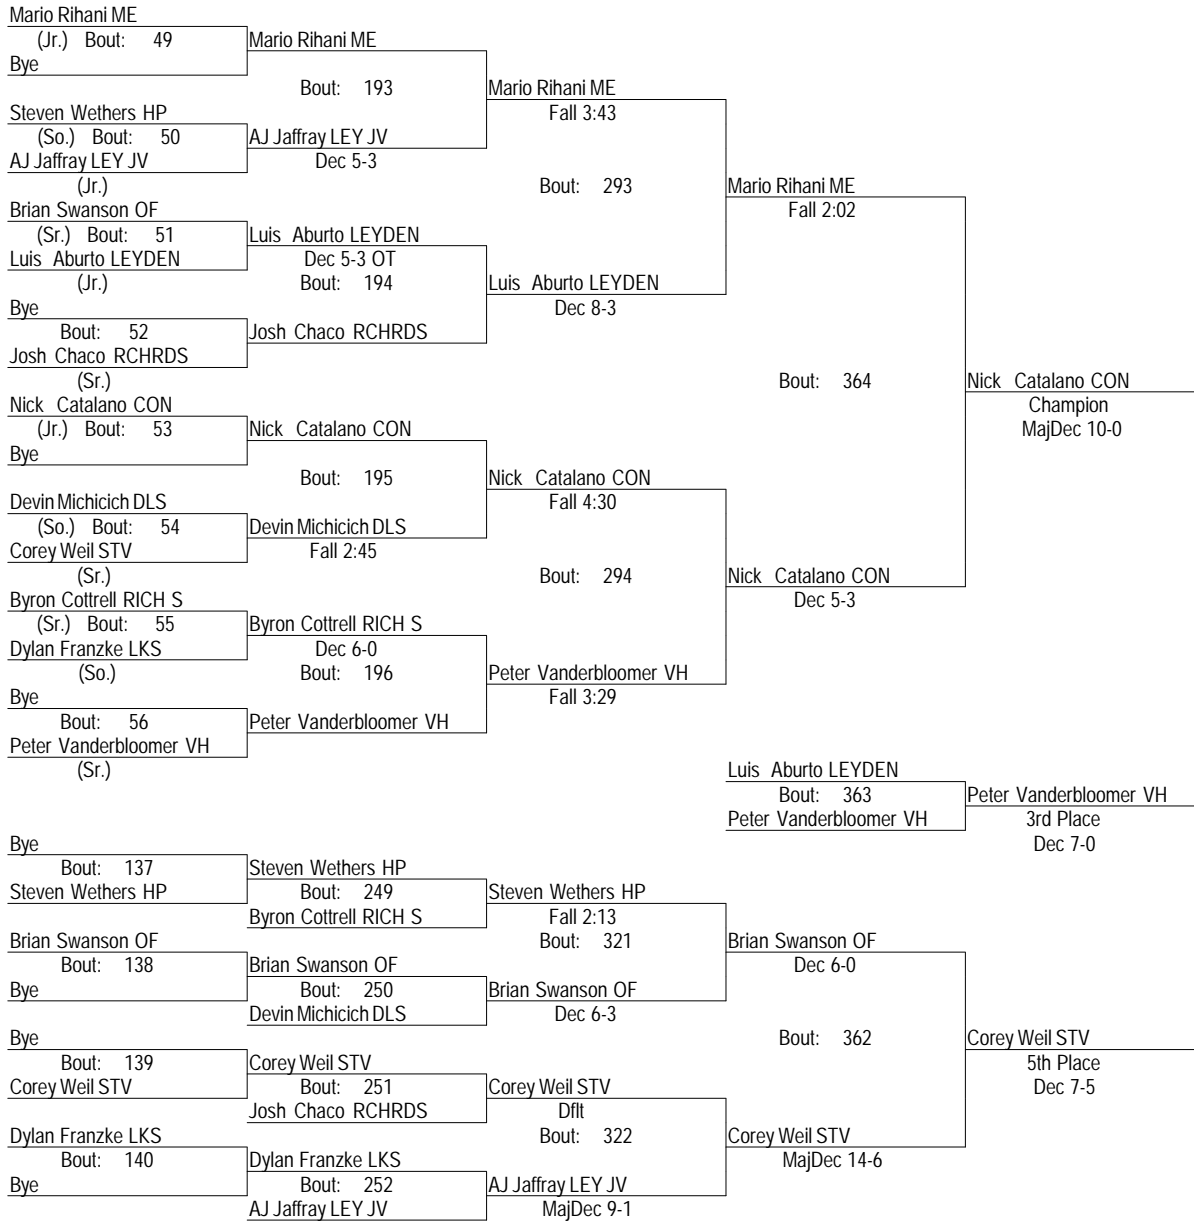 Mario Rihani ME
(Jr.) Bout: 49 Mario Rihani ME
Bye
Bout: 193 Mario Rihani ME
Steven Wethers HP Fall 3:43
(So.) Bout: 50 AJ Jaffray LEY JV
AJ Jaffray LEY JV Dec 5-3
(Jr.) Bout: 293 Mario Rihani ME
Brian Swanson OF Fall 2:02
(Sr.) Bout: 51 Luis Aburto LEYDEN
Luis Aburto LEYDEN Dec 5-3 OT
(Jr.) Bout: 194 Luis Aburto LEYDEN
Bye Dec 8-3
Bout: 52 Josh Chaco RCHRDS
Josh Chaco RCHRDS
(Sr.) Bout: 364 Nick Catalano CON
Nick Catalano CON Champion
(Jr.) Bout: 53 Nick Catalano CON MajDec 10-0
Bye
Bout: 195 Nick Catalano CON
Devin Michicich DLS Fall 4:30
(So.) Bout: 54 Devin Michicich DLS
Corey Weil STV Fall 2:45
(Sr.) Bout: 294 Nick Catalano CON
Byron Cottrell RICH S Dec 5-3
(Sr.) Bout: 55 Byron Cottrell RICH S
Dylan Franzke LKS Dec 6-0
(So.) Bout: 196 Peter Vanderbloomer VH
Bye Fall 3:29
Bout: 56 Peter Vanderbloomer VH
Peter Vanderbloomer VH
(Sr.) Luis Aburto LEYDEN
Bout: 363 Peter Vanderbloomer VH
Peter Vanderbloomer VH 3rd Place
Bye Dec 7-0
Bout: 137 Steven Wethers HP
Steven Wethers HP Bout: 249 Steven Wethers HP
Byron Cottrell RICH S Fall 2:13
Brian Swanson OF Bout: 321 Brian Swanson OF
Bout: 138 Brian Swanson OF Dec 6-0
Bye Bout: 250 Brian Swanson OF
Devin Michicich DLS Dec 6-3
Bye Bout: 362 Corey Weil STV
Bout: 139 Corey Weil STV 5th Place
Corey Weil STV Bout: 251 Corey Weil STV Dec 7-5
Josh Chaco RCHRDS Dflt
Dylan Franzke LKS Bout: 322 Corey Weil STV
Bout: 140 Dylan Franzke LKS MajDec 14-6
Bye Bout: 252 AJ Jaffray LEY JV
AJ Jaffray LEY JV MajDec 9-1